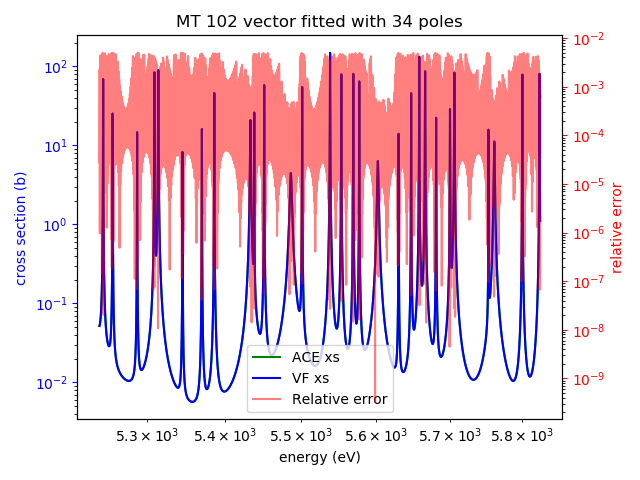 MT 102 vector fitted with 34 poles
10²
10¹
10⁰
10⁻¹
10⁻²
cross section (b)
10⁻²
10⁻³
10⁻⁴
10⁻⁵
10⁻⁶
10⁻⁷
10⁻⁸
10⁻⁹
relative error
ACE xs
VF xs
Relative error
5.3 × 10³ 5.4 × 10³ 5.5 × 10³ 5.6 × 10³ 5.7 × 10³ 5.8 × 10³
energy (eV)